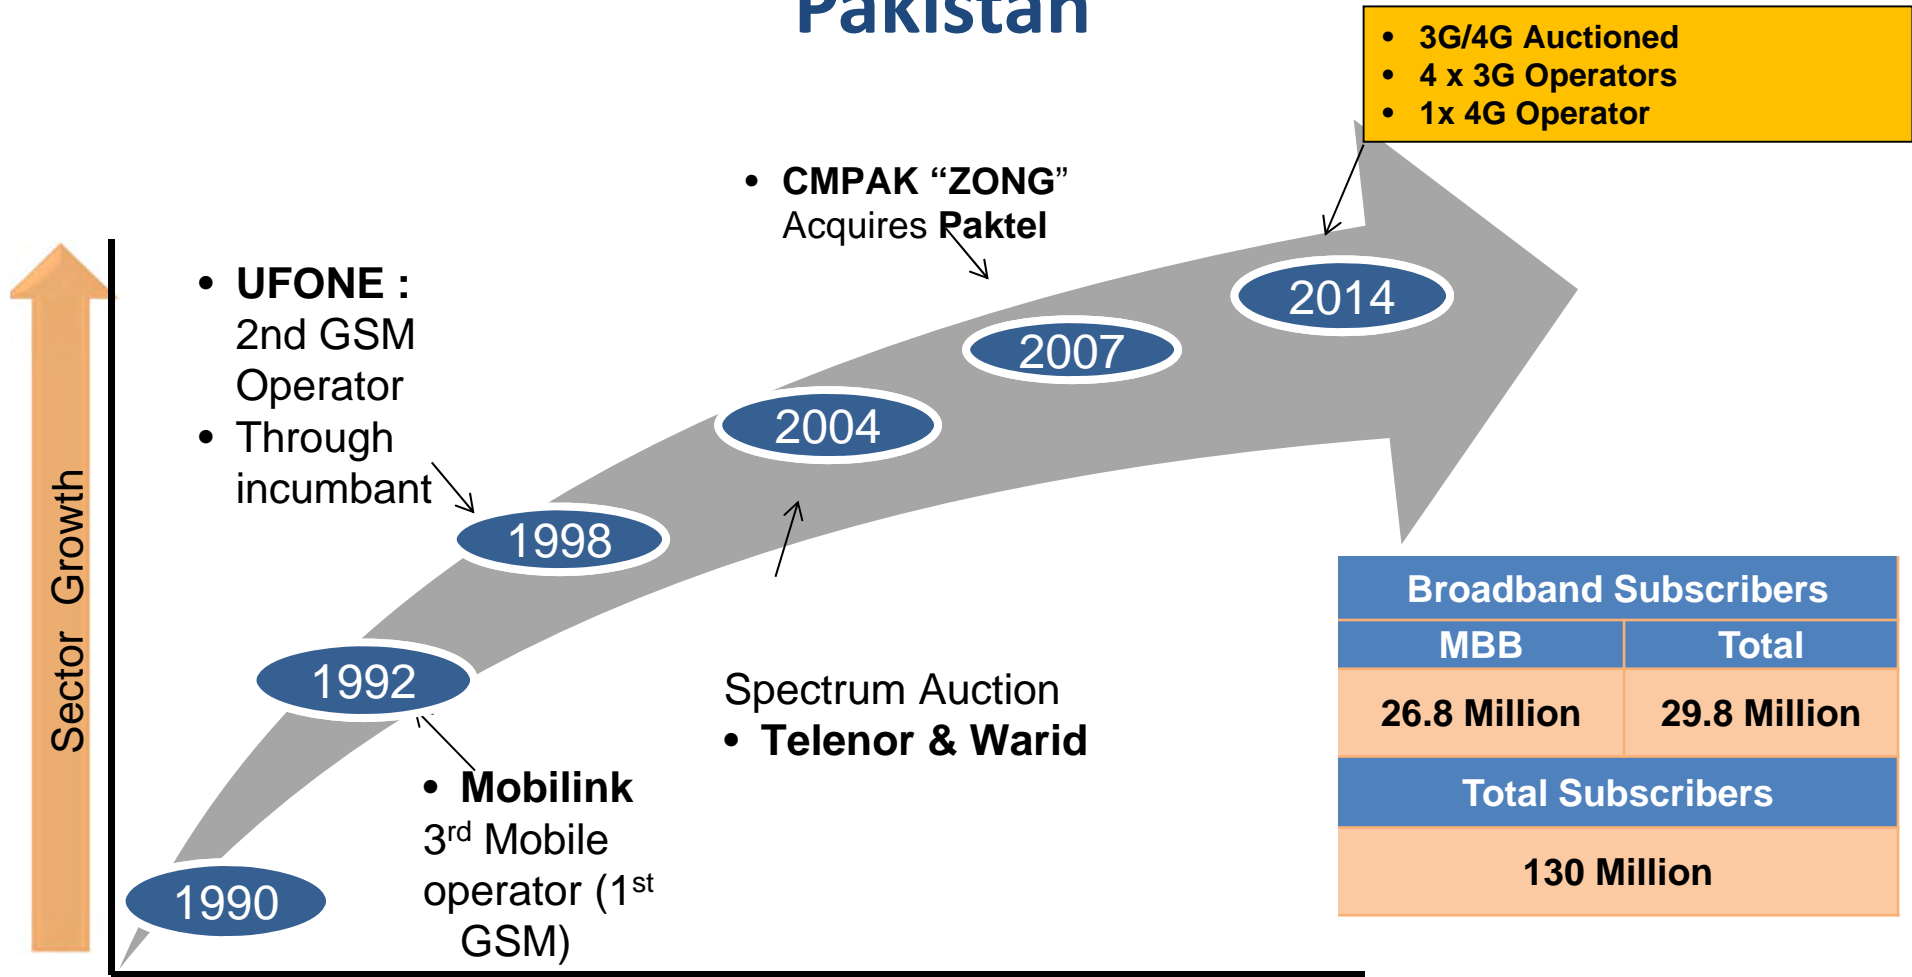 Pakistan
• 3G/4G Auctioned
• 4 x 3G Operators
• 1x 4G Operator
• CMPAK “ZONG”
Acquires Paktel
• UFONE :
2nd GSM
Operator
• Through
incumbant
2014
2007
2004
1998
1992
1990
Sector Growth
Spectrum Auction
• Telenor & Warid
• Mobilink
3rd Mobile
operator (1st
GSM)
Broadband Subscribers
MBB Total
26.8 Million 29.8 Million
Total Subscribers
130 Million